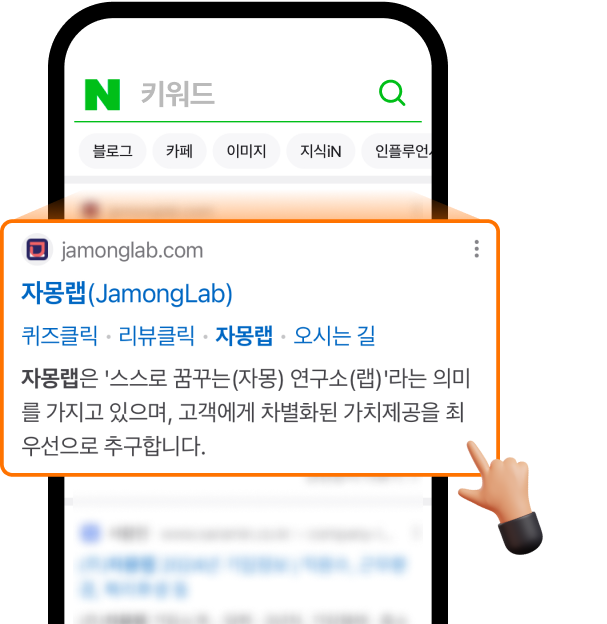 N 키워드
블로그 카페 이미지 지식iN 인플루언
jamonglab.com
자몽랩(JamongLab)
퀴즈클릭 · 리뷰클릭 · 자몽랩 · 오시는 길
자몽랩은 '스스로 꿈꾸는(자몽) 연구소(랩)'라는 의미
를 가지고 있으며, 고객에게 차별화된 가치제공을 최
우선으로 추구합니다.